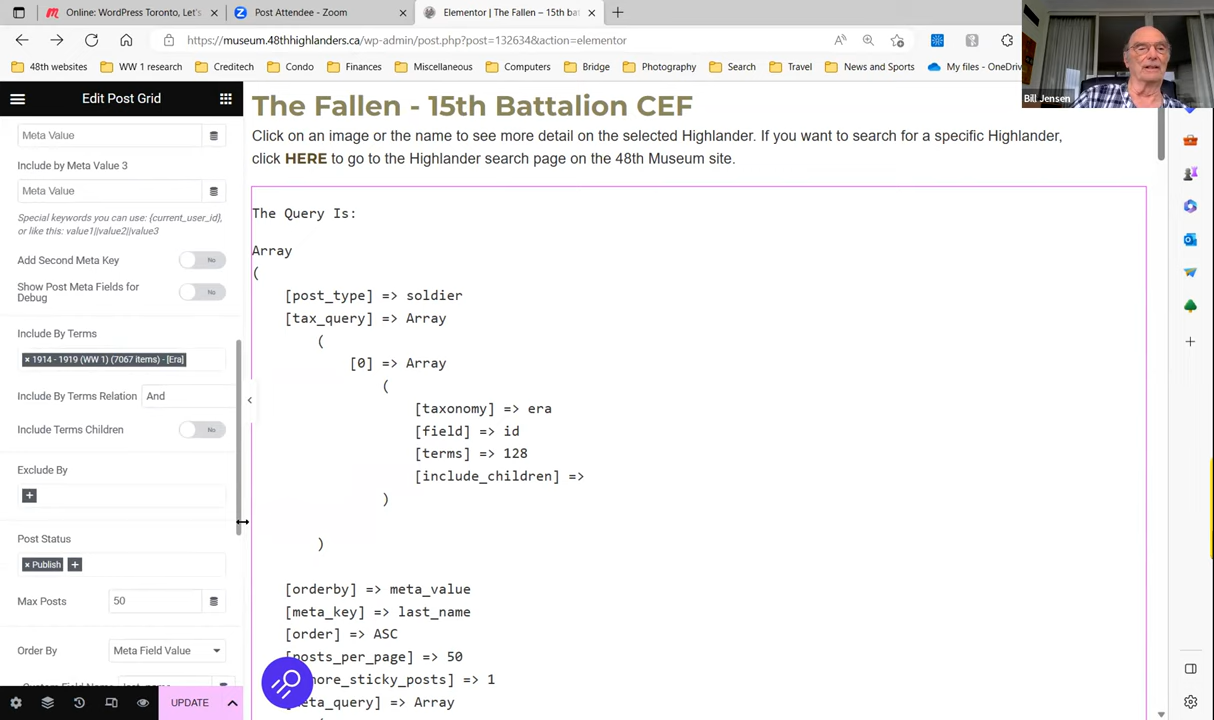 Online: WordPress Toronto, Let's
Post Attendee - Zoom
Elementor | The Fallen – 15th bat
https://museum.48thhighlanders.ca/wp-admin/post.php?post=132634&action=elementor
48th websites
WW 1 research
Creditech
Condo
Finances
Miscellaneous
Computers
Bridge
Photography
Search
Travel
News and Sports
My files - OneDriv
Bill Jensen
Edit Post Grid
Meta Value
Include by Meta Value 3
Meta Value
Special keywords you can use: {current_user_id},
or like this: value1||value2||value3
Add Second Meta Key
No
Show Post Meta Fields for
Debug
No
Include By Terms
× 1914 - 1919 (WW 1) (7067 items) - [Era]
Include By Terms Relation
And
Include Terms Children
No
Exclude By
+
Post Status
× Publish +
Max Posts
50
Order By
Meta Field Value
Custom Field Name
last_name
UPDATE
The Fallen - 15th Battalion CEF
Click on an image or the name to see more detail on the selected Highlander. If you want to search for a specific Highlander,
click HERE to go to the Highlander search page on the 48th Museum site.
The Query Is:
Array
(
[post_type] => soldier
[tax_query] => Array
(
[0] => Array
(
[taxonomy] => era
[field] => id
[terms] => 128
[include_children] =>
)
)
[orderby] => meta_value
[meta_key] => last_name
[order] => ASC
[posts_per_page] => 50
nore_sticky_posts] => 1
eta_query] => Array